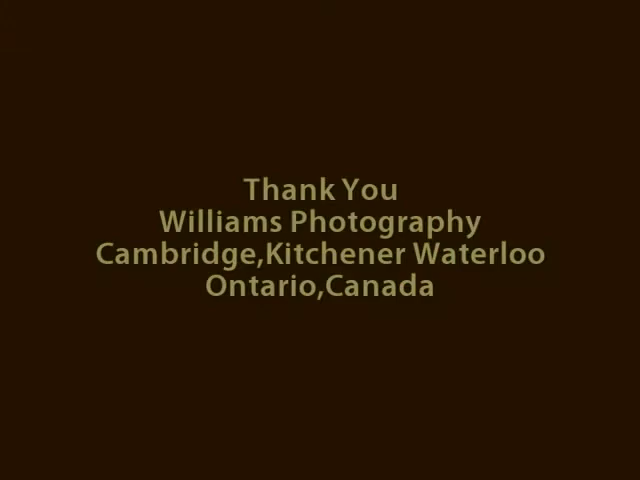 Thank You
Williams Photography
Cambridge,Kitchener Waterloo
Ontario,Canada